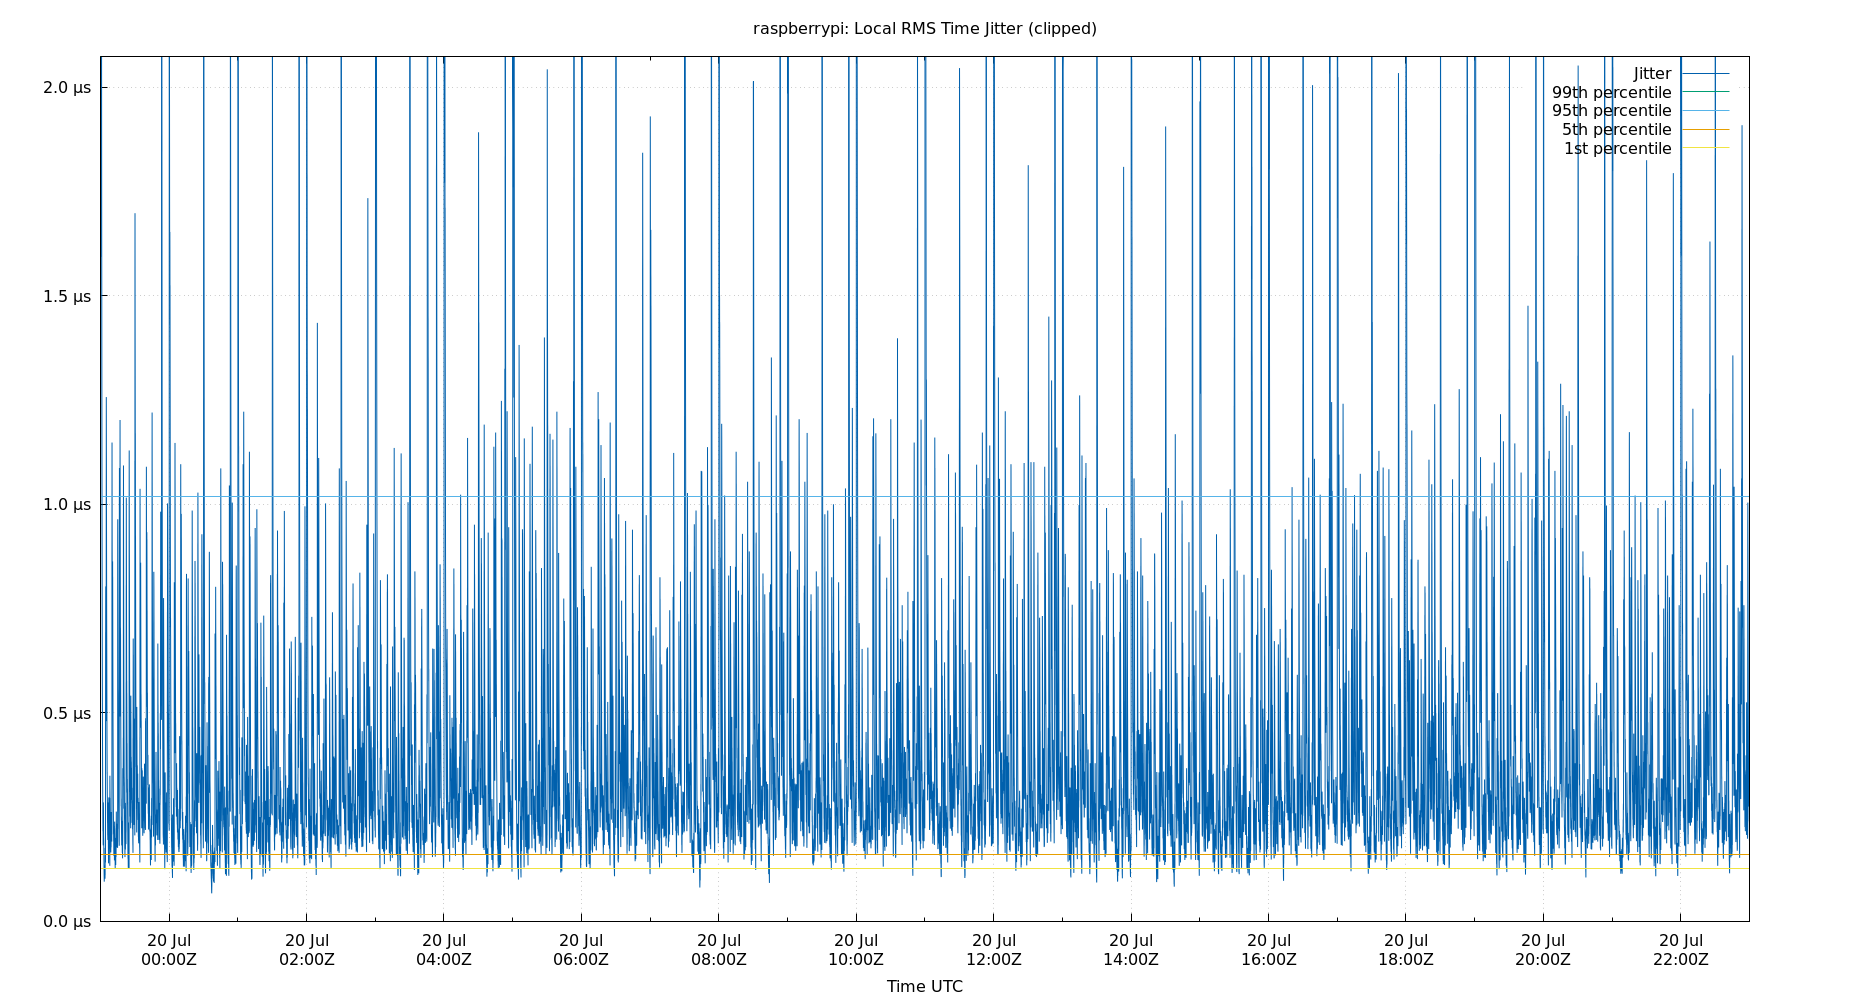 raspberrypi: Local RMS Time Jitter (clipped)
Jitter
99th percentile
95th percentile
5th percentile
1st percentile
2.0 µs
1.5 µs
1.0 µs
0.5 µs
0.0 µs
20 Jul 20 Jul 20 Jul 20 Jul 20 Jul 20 Jul 20 Jul 20 Jul 20 Jul 20 Jul 20 Jul 20 Jul
00:00Z 02:00Z 04:00Z 06:00Z 08:00Z 10:00Z 12:00Z 14:00Z 16:00Z 18:00Z 20:00Z 22:00Z
Time UTC